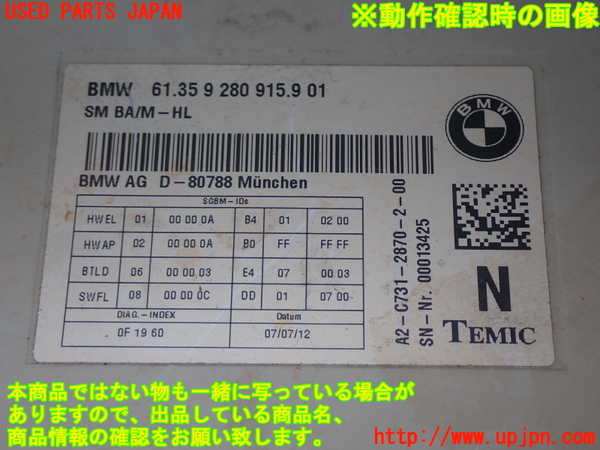 USED PARTS JAPAN
※動作確認時の画像
BMW 61.35 9 280 915.9 01
SM BA/M-HL
BMW
BMW AG D-80788 München
SGBM-IDs
HWEL 01 00 00 0A B4 01 02 00
HWAP 02 00 00 0A B0 FF FF FF
BTLD 06 00 00 03 E4 07 00 03
SWFL 08 00 00 0C DD 01 07 00
DIAG.-INDEX Datum
0F 19 60 07/07/12
A2-C731-2870-2-00
SN-Nr. 00013425
N
TEMIC
本商品ではない物も一緒に写っている場合が
ありますので、出品している商品名、
商品情報の確認をお願い致します。
http://www.upjpn.com/